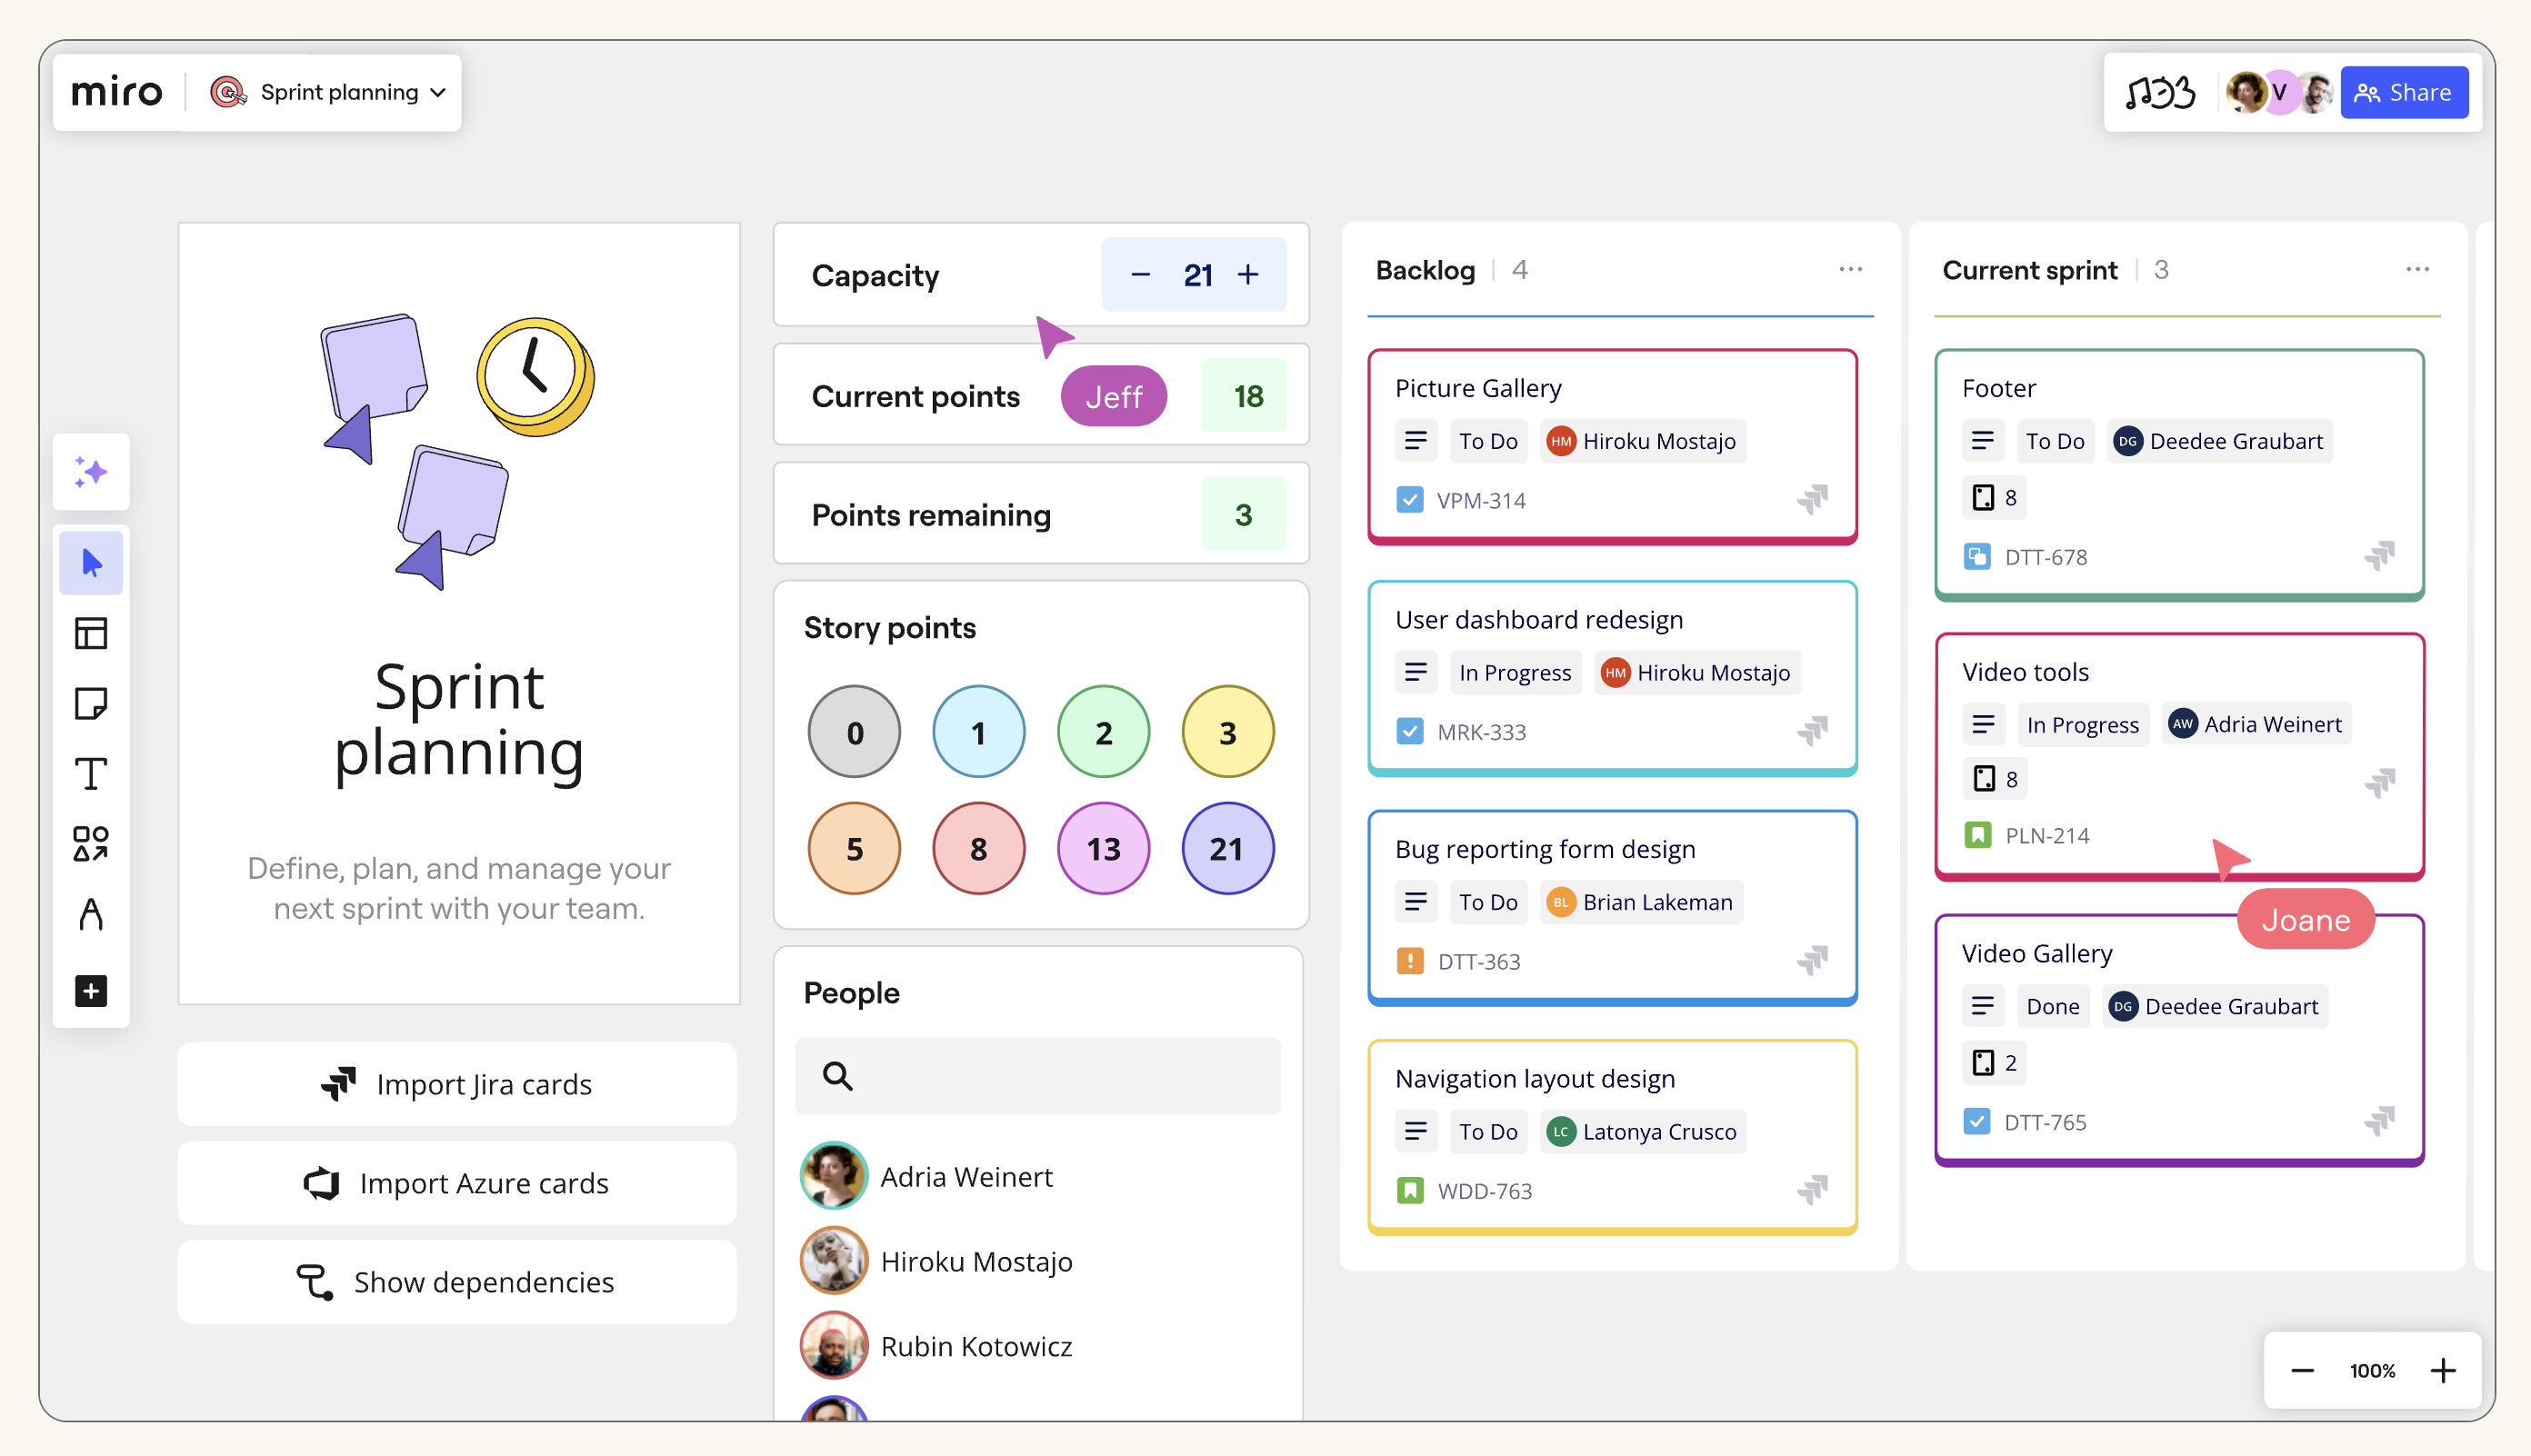 miro
Sprint planning
V
Share
Sprint
planning
Define, plan, and manage your
next sprint with your team.
Import Jira cards
Import Azure cards
Show dependencies
Capacity
− 21 +
Current points
Jeff
18
Points remaining
3
Story points
0 1 2 3
5 8 13 21
People
Adria Weinert
Hiroku Mostajo
Rubin Kotowicz
Backlog 4
Picture Gallery
To Do HM Hiroku Mostajo
VPM-314
User dashboard redesign
In Progress HM Hiroku Mostajo
MRK-333
Bug reporting form design
To Do BL Brian Lakeman
DTT-363
Navigation layout design
To Do LC Latonya Crusco
WDD-763
Current sprint 3
Footer
To Do DG Deedee Graubart
8
DTT-678
Video tools
In Progress AW Adria Weinert
8
PLN-214
Joane
Video Gallery
Done DG Deedee Graubart
2
DTT-765
− 100% +